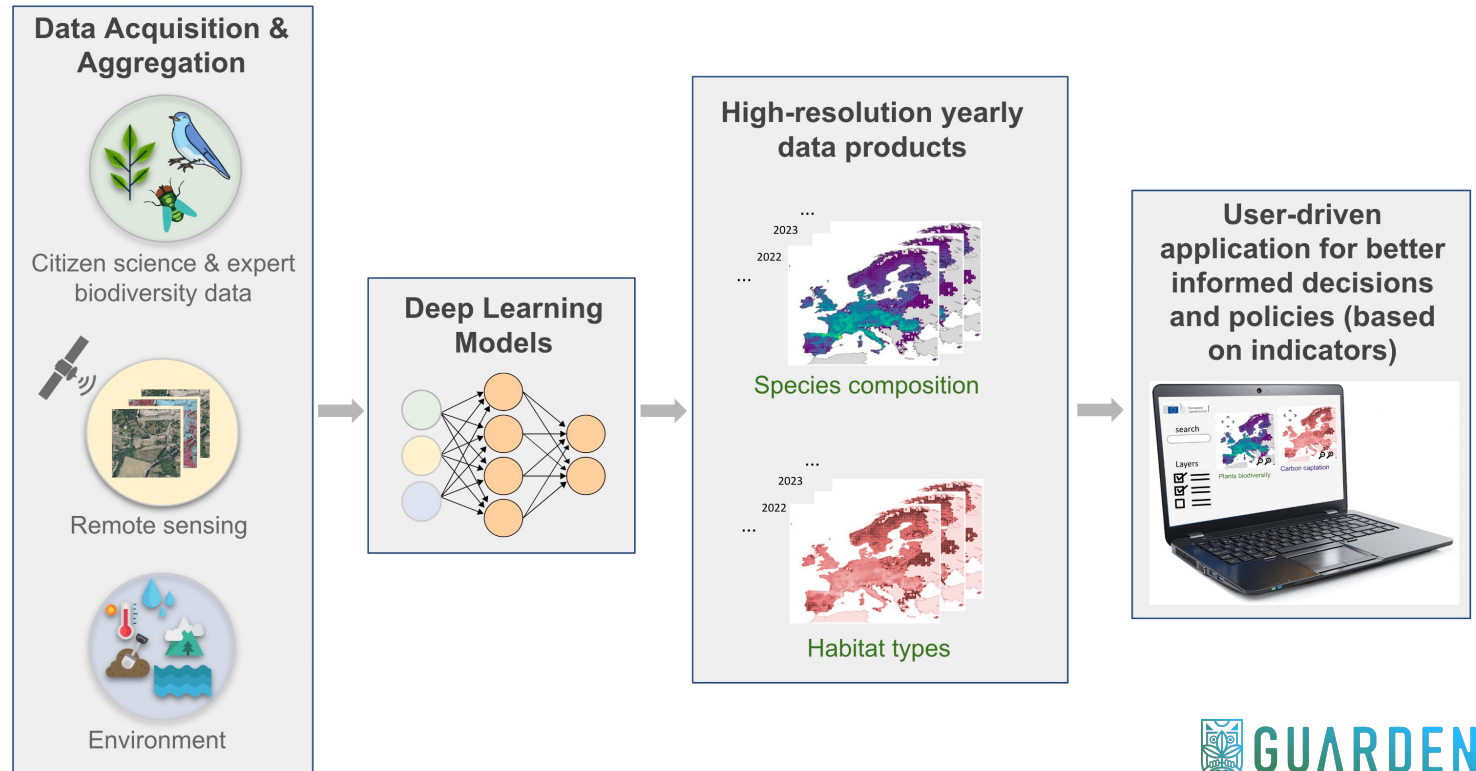 Data Acquisition &
Aggregation
Citizen science & expert
biodiversity data
Remote sensing
Environment
Deep Learning
Models
High-resolution yearly
data products
...
2023
2022
...
Species composition
...
2023
2022
...
Habitat types
User-driven
application for better
informed decisions
and policies (based
on indicators)
search
Layers
Plants biodiversity
Carbon captation
GUARDEN